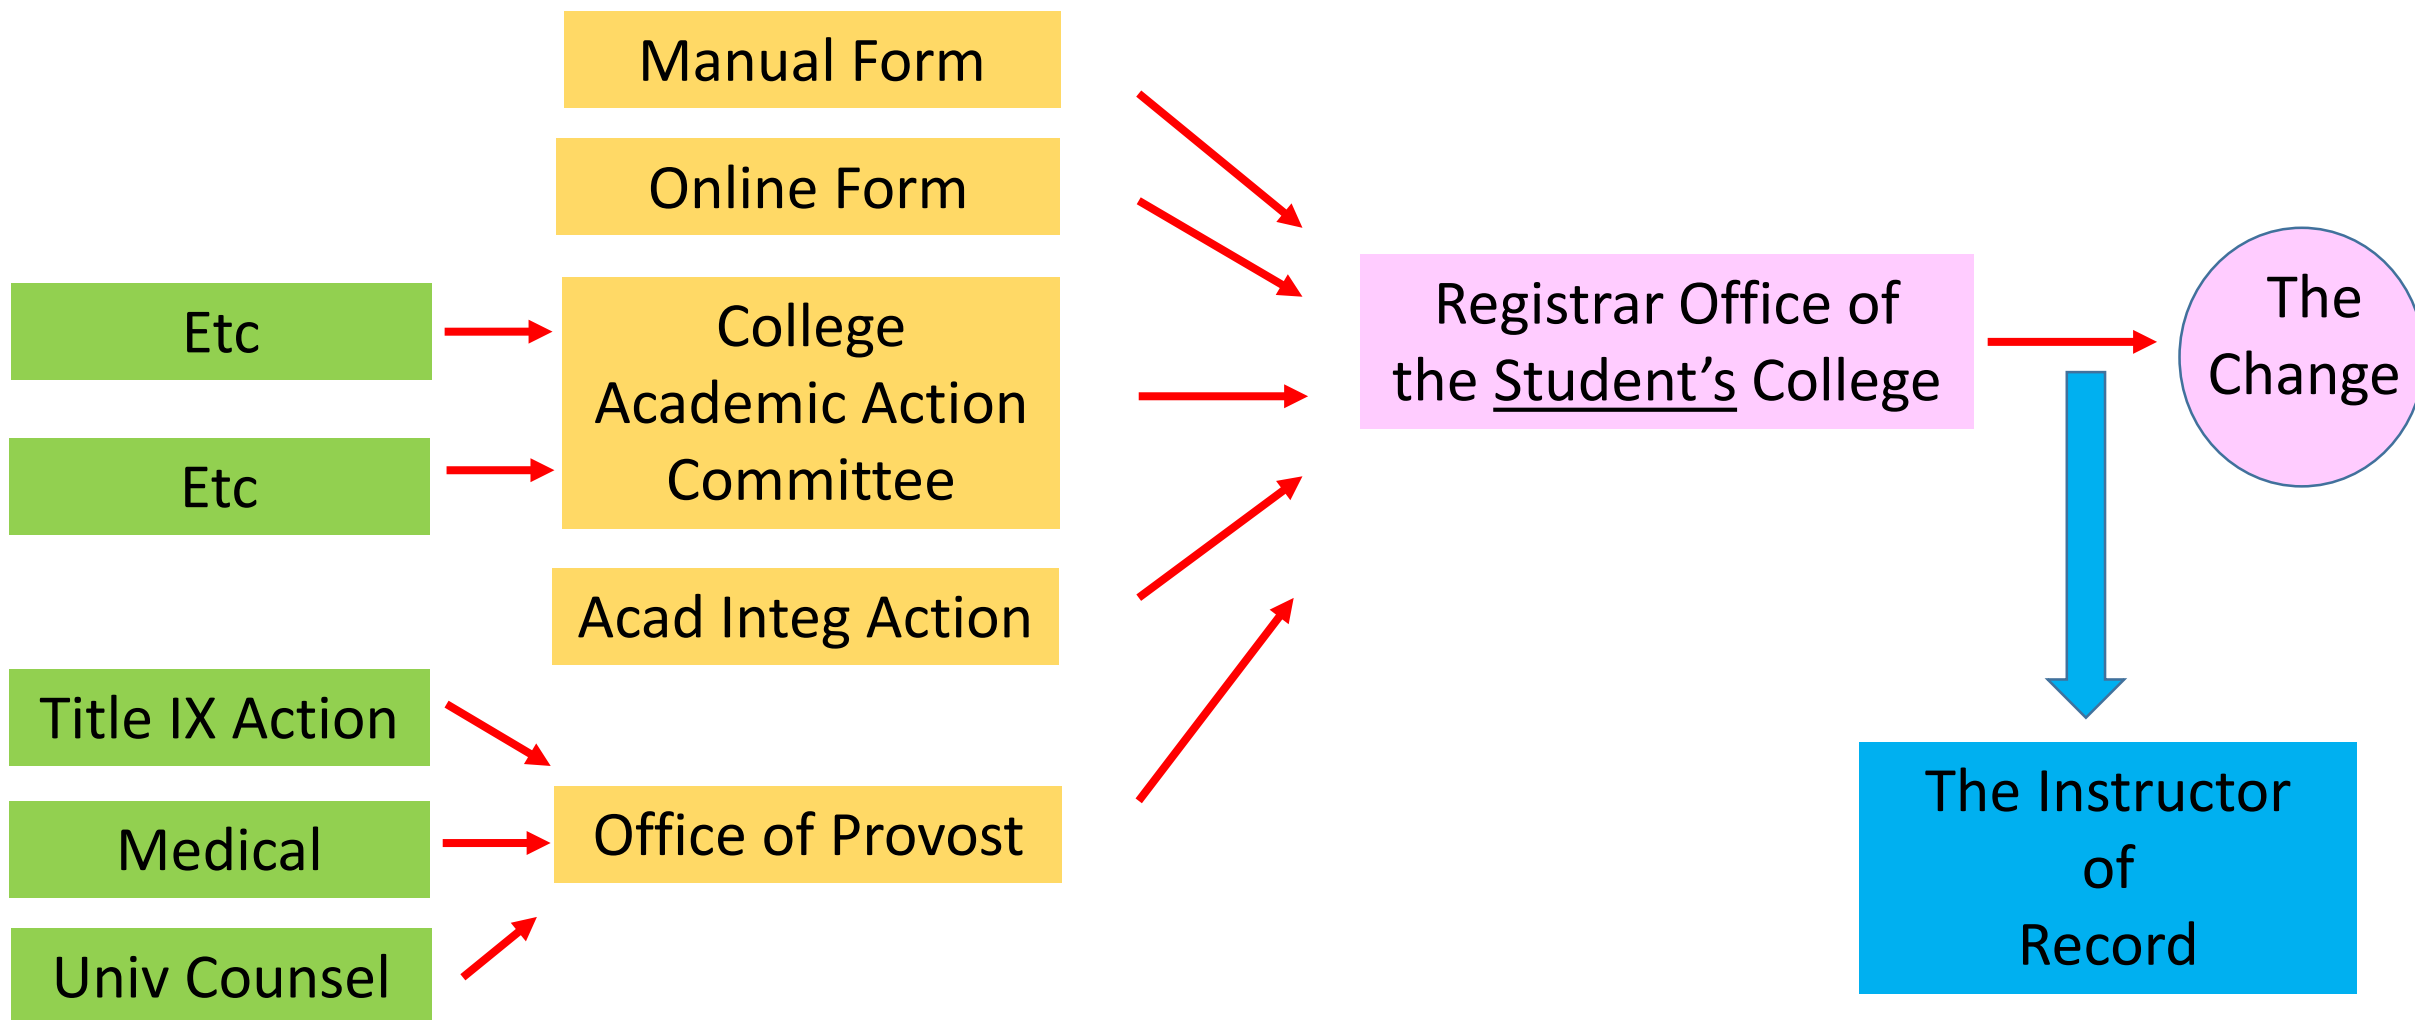 Manual Form
Online Form
Etc
Etc
College
Academic Action
Committee
Acad Integ Action
Title IX Action
Medical
Univ Counsel
Office of Provost
Registrar Office of
the Student’s College
The
Change
The Instructor
of
Record